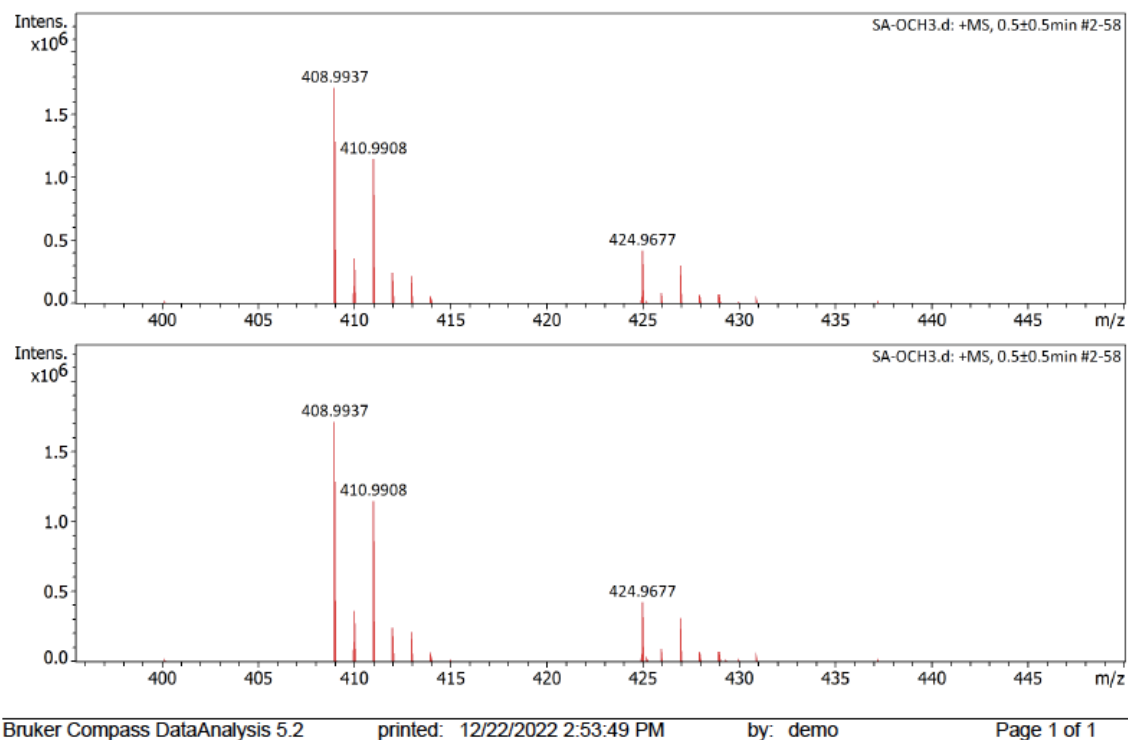 Intens.
x10⁶
SA-OCH3.d: +MS, 0.5±0.5min #2-58
408.9937
1.5
410.9908
1.0
424.9677
0.5
0.0
400 405 410 415 420 425 430 435 440 445 m/z
Intens.
x10⁶
SA-OCH3.d: +MS, 0.5±0.5min #2-58
408.9937
1.5
410.9908
1.0
424.9677
0.5
0.0
400 405 410 415 420 425 430 435 440 445 m/z
Bruker Compass DataAnalysis 5.2 printed: 12/22/2022 2:53:49 PM by: demo Page 1 of 1